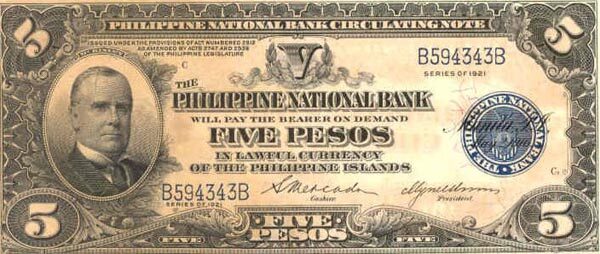 PHILIPPINE NATIONAL BANK CIRCULATING NOTE
5
5
ISSUED UNDER THE PROVISIONS OF ACT NUMBERED 2612
AS AMENDED BY ACTS 2747 AND 2938
OF THE PHILIPPINE LEGISLATURE
V
C
B594343B
SERIES OF 1921
THE
PHILIPPINE NATIONAL BANK
WILL PAY THE BEARER ON DEMAND
FIVE PESOS
IN LAWFUL CURRENCY
OF THE PHILIPPINE ISLANDS
THE PHILIPPINE NATIONAL BANK
Manila, P.I.
B594343B
SERIES OF 1921
Cashier
President
5
FIVE
FIVE
PESOS
FIVE
5